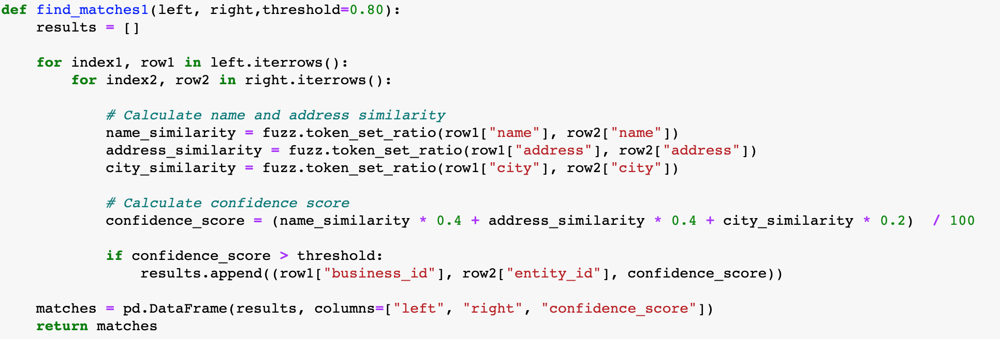 def find_matches1(left, right,threshold=0.80):
    results = []

    for index1, row1 in left.iterrows():
        for index2, row2 in right.iterrows():

            # Calculate name and address similarity
            name_similarity = fuzz.token_set_ratio(row1["name"], row2["name"])
            address_similarity = fuzz.token_set_ratio(row1["address"], row2["address"])
            city_similarity = fuzz.token_set_ratio(row1["city"], row2["city"])

            # Calculate confidence score
            confidence_score = (name_similarity * 0.4 + address_similarity * 0.4 + city_similarity * 0.2)  / 100

            if confidence_score > threshold:
                results.append((row1["business_id"], row2["entity_id"], confidence_score))

    matches = pd.DataFrame(results, columns=["left", "right", "confidence_score"])
    return matches